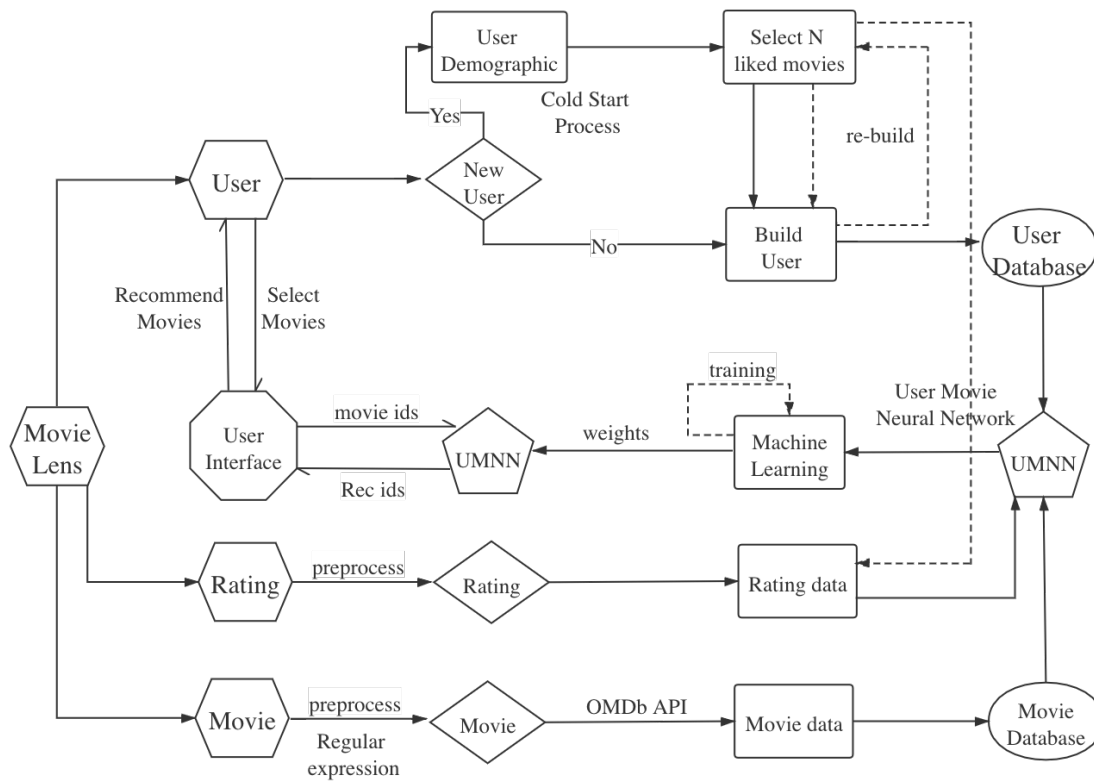 User
Demographic
Select N
liked movies
Cold Start
Process
Yes
re-build
New
User
User
No
Build
User
User
Database
Recommend
Movies
Select
Movies
training
User Movie
Neural Network
Movie
Lens
User
Interface
movie ids
Rec ids
UMNN
weights
Machine
Learning
UMNN
Rating
preprocess
Rating
Rating data
Movie
preprocess
Regular
expression
Movie
OMDb API
Movie data
Movie
Database